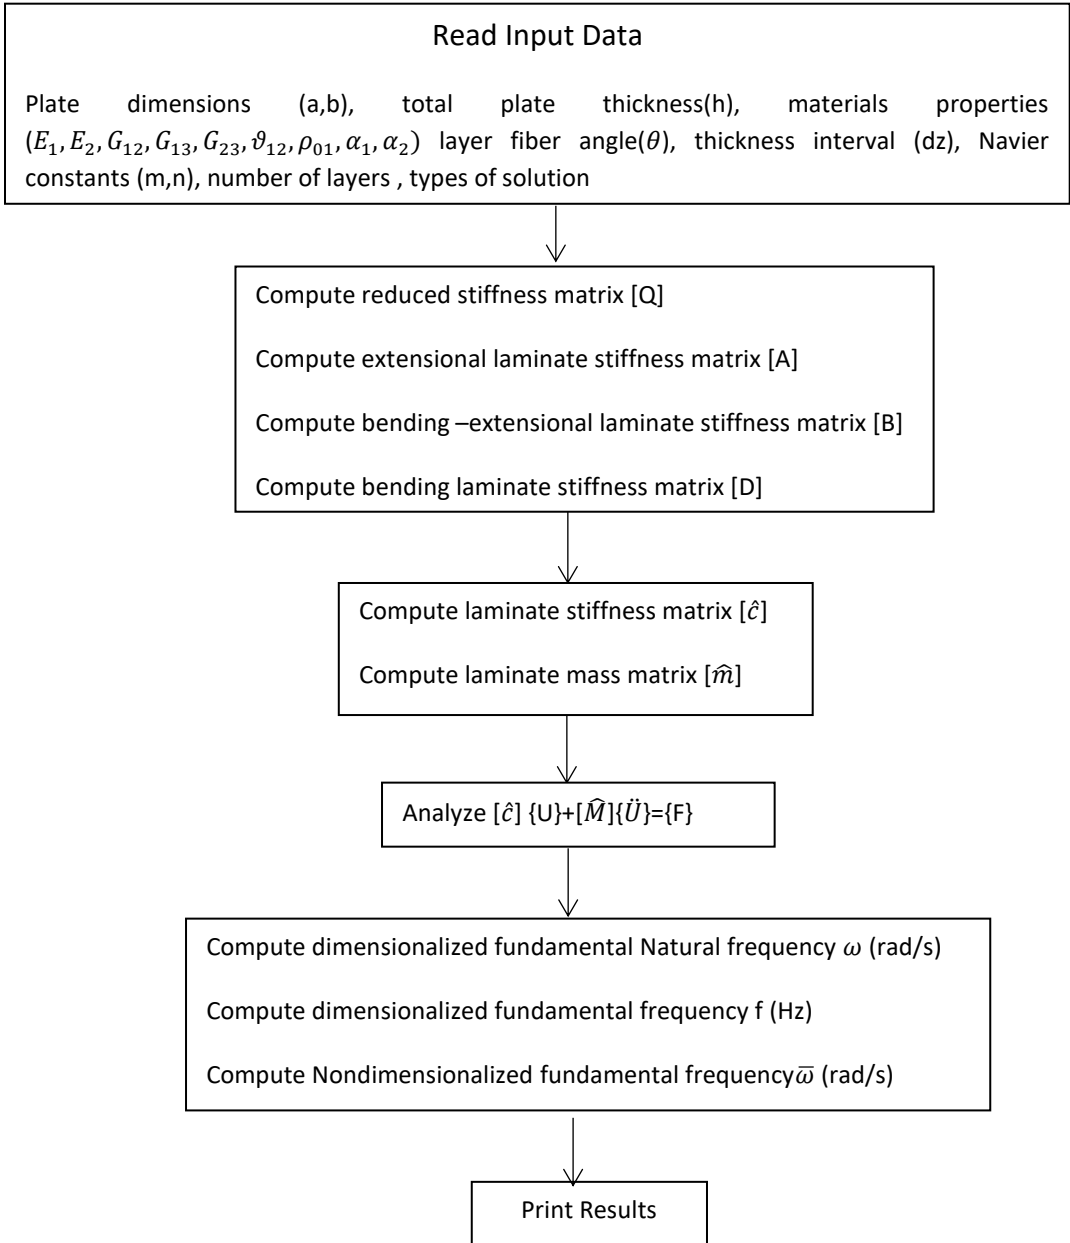 Read Input Data
Plate dimensions (a,b), total plate thickness(h), materials properties
(𝐸₁, 𝐸₂, 𝐺₁₂, 𝐺₁₃, 𝐺₂₃, 𝜗₁₂, 𝜌₀₁, 𝛼₁, 𝛼₂) layer fiber angle(𝜃), thickness interval (dz), Navier
constants (m,n), number of layers , types of solution
Compute reduced stiffness matrix [Q]
Compute extensional laminate stiffness matrix [A]
Compute bending –extensional laminate stiffness matrix [B]
Compute bending laminate stiffness matrix [D]
Compute laminate stiffness matrix [𝑐̂]
Compute laminate mass matrix [𝑚̂]
Analyze [𝑐̂] {U}+[𝑀̂]{𝑈̈}={F}
Compute dimensionalized fundamental Natural frequency 𝜔 (rad/s)
Compute dimensionalized fundamental frequency f (Hz)
Compute Nondimensionalized fundamental frequency𝜔̅ (rad/s)
Print Results